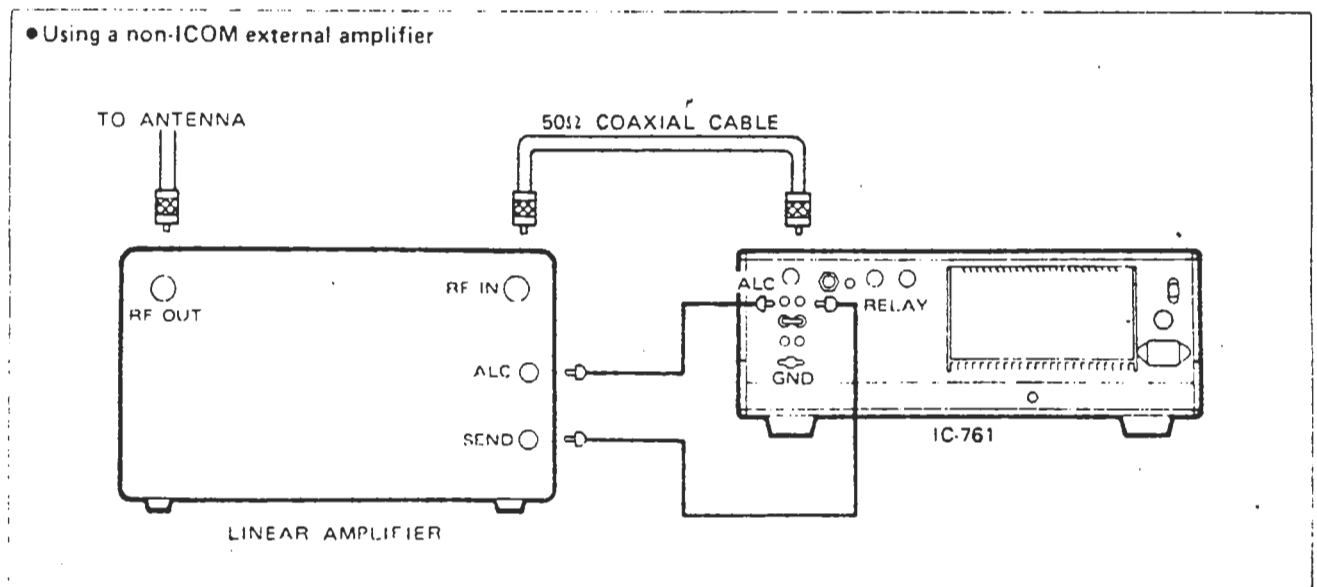 • Using a non-ICOM external amplifier
TO ANTENNA
50Ω COAXIAL CABLE
RF OUT
RF IN
ALC
SEND
LINEAR AMPLIFIER
ALC
RELAY
GND
IC-761